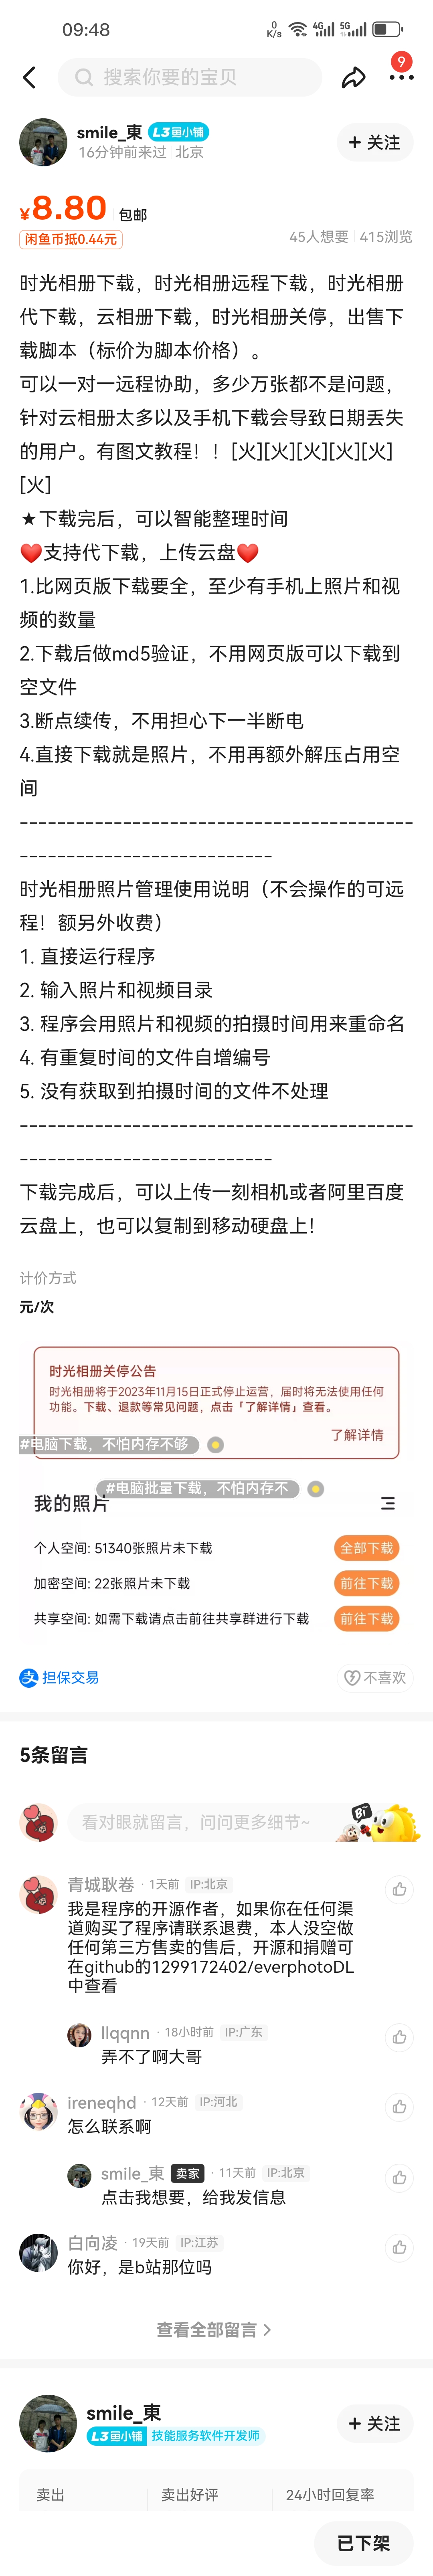 09:48
0 K/s 4G 5G
搜索你要的宝贝
9
smile_東 L3鱼小铺
16分钟前来过 北京
+ 关注
¥8.80 包邮
闲鱼币抵0.44元
45人想要 415浏览
时光相册下载，时光相册远程下载，时光相册
代下载，云相册下载，时光相册关停，出售下
载脚本（标价为脚本价格）。
可以一对一远程协助，多少万张都不是问题，
针对云相册太多以及手机下载会导致日期丢失
的用户。有图文教程！！[火][火][火][火][火]
[火]
★下载完后，可以智能整理时间
❤️支持代下载，上传云盘❤️
1.比网页版下载要全，至少有手机上照片和视
频的数量
2.下载后做md5验证，不用网页版可以下载到
空文件
3.断点续传，不用担心下一半断电
4.直接下载就是照片，不用再额外解压占用空
间
------------------------------------------
---------------------------
时光相册照片管理使用说明（不会操作的可远
程！额另外收费）
1. 直接运行程序
2. 输入照片和视频目录
3. 程序会用照片和视频的拍摄时间用来重命名
4. 有重复时间的文件自增编号
5. 没有获取到拍摄时间的文件不处理
------------------------------------------
---------------------------
下载完成后，可以上传一刻相机或者阿里百度
云盘上，也可以复制到移动硬盘上！
计价方式
元/次
时光相册关停公告
时光相册将于2023年11月15日正式停止运营，届时将无法使用任何
功能。下载、退款等常见问题，点击「了解详情」查看。
了解详情
#电脑下载，不怕内存不够
#电脑批量下载，不怕内存不
我的照片
个人空间: 51340张照片未下载 全部下载
加密空间: 22张照片未下载 前往下载
共享空间: 如需下载请点击前往共享群进行下载 前往下载
支 担保交易
不喜欢
5条留言
看对眼就留言，问问更多细节~
Bi
青城耿卷 · 1天前 IP:北京
我是程序的开源作者，如果你在任何渠
道购买了程序请联系退费，本人没空做
任何第三方售卖的售后，开源和捐赠可
在github的1299172402/everphotoDL
中查看
llqqnn · 18小时前 IP:广东
弄不了啊大哥
ireneqhd · 12天前 IP:河北
怎么联系啊
smile_東 卖家 · 11天前 IP:北京
点击我想要，给我发信息
白向凌 · 19天前 IP:江苏
你好，是b站那位吗
查看全部留言 >
smile_東
L3鱼小铺 技能服务软件开发师
+ 关注
卖出 卖出好评 24小时回复率
已下架